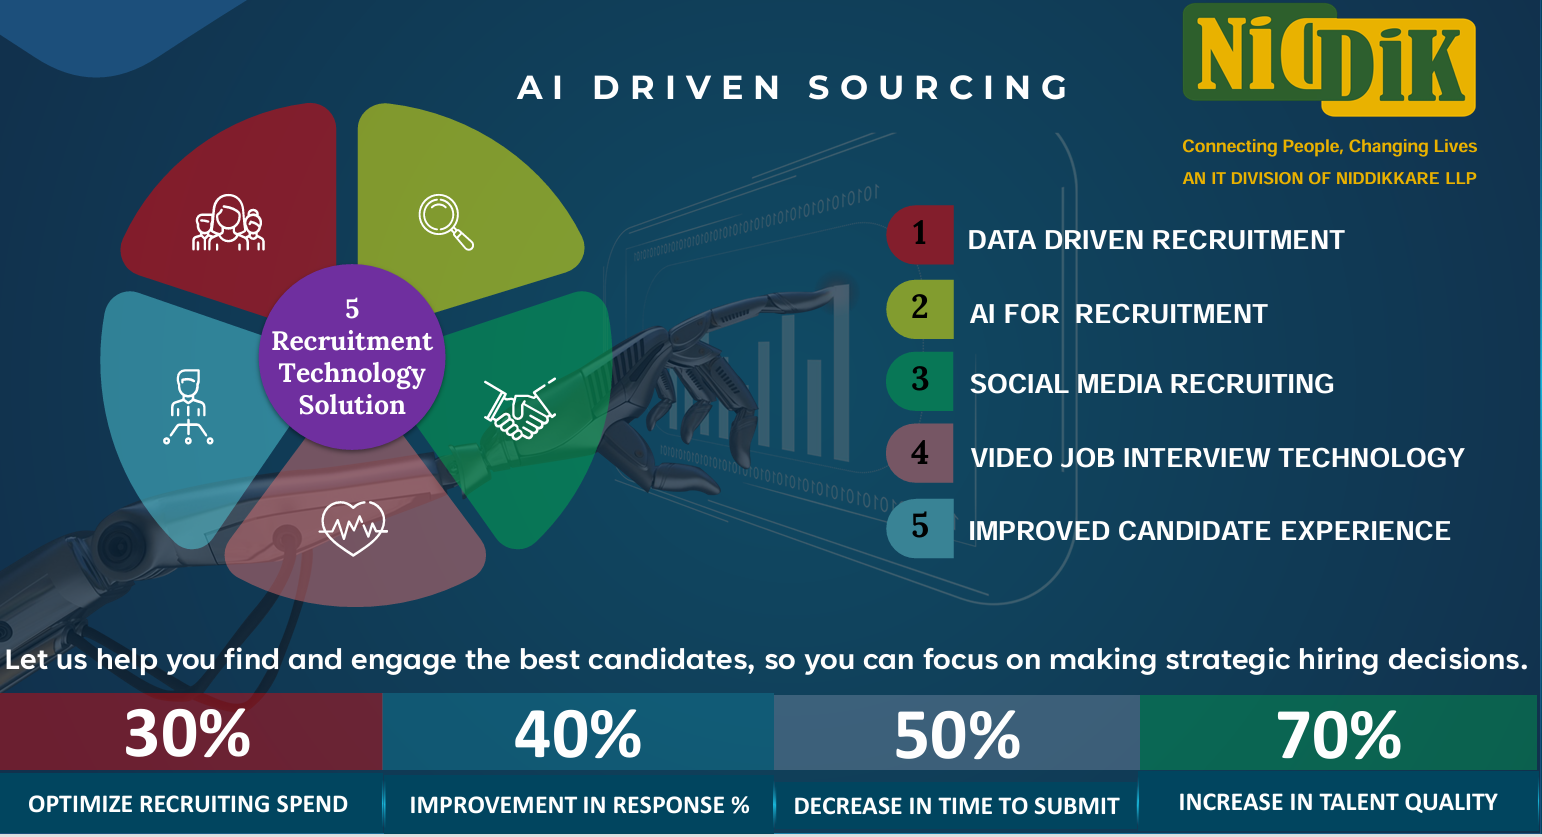 NiDDiK
AI DRIVEN SOURCING
Connecting People, Changing Lives
AN IT DIVISION OF NIDDIKKARE LLP
5
Recruitment
Technology
Solution
1 DATA DRIVEN RECRUITMENT
2 AI FOR RECRUITMENT
3 SOCIAL MEDIA RECRUITING
4 VIDEO JOB INTERVIEW TECHNOLOGY
5 IMPROVED CANDIDATE EXPERIENCE
Let us help you find and engage the best candidates, so you can focus on making strategic hiring decisions.
30% 40% 50% 70%
OPTIMIZE RECRUITING SPEND IMPROVEMENT IN RESPONSE % DECREASE IN TIME TO SUBMIT INCREASE IN TALENT QUALITY